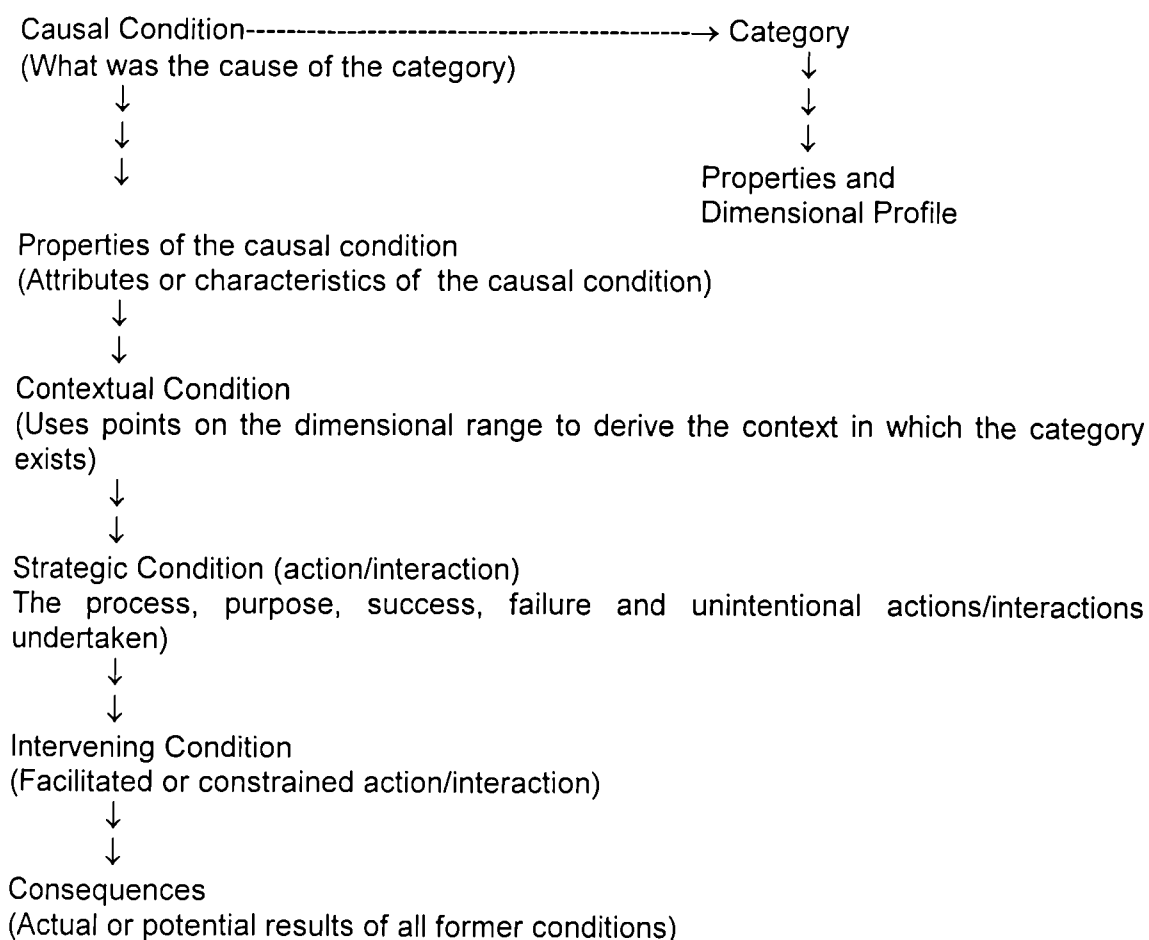 Causal Condition--------------------------------------------→ Category
(What was the cause of the category) ↓
↓ ↓
↓ ↓
↓ Properties and
Dimensional Profile
Properties of the causal condition
(Attributes or characteristics of the causal condition)
↓
↓
Contextual Condition
(Uses points on the dimensional range to derive the context in which the category
exists)
↓
↓
Strategic Condition (action/interaction)
The process, purpose, success, failure and unintentional actions/interactions
undertaken)
↓
↓
Intervening Condition
(Facilitated or constrained action/interaction)
↓
↓
Consequences
(Actual or potential results of all former conditions)